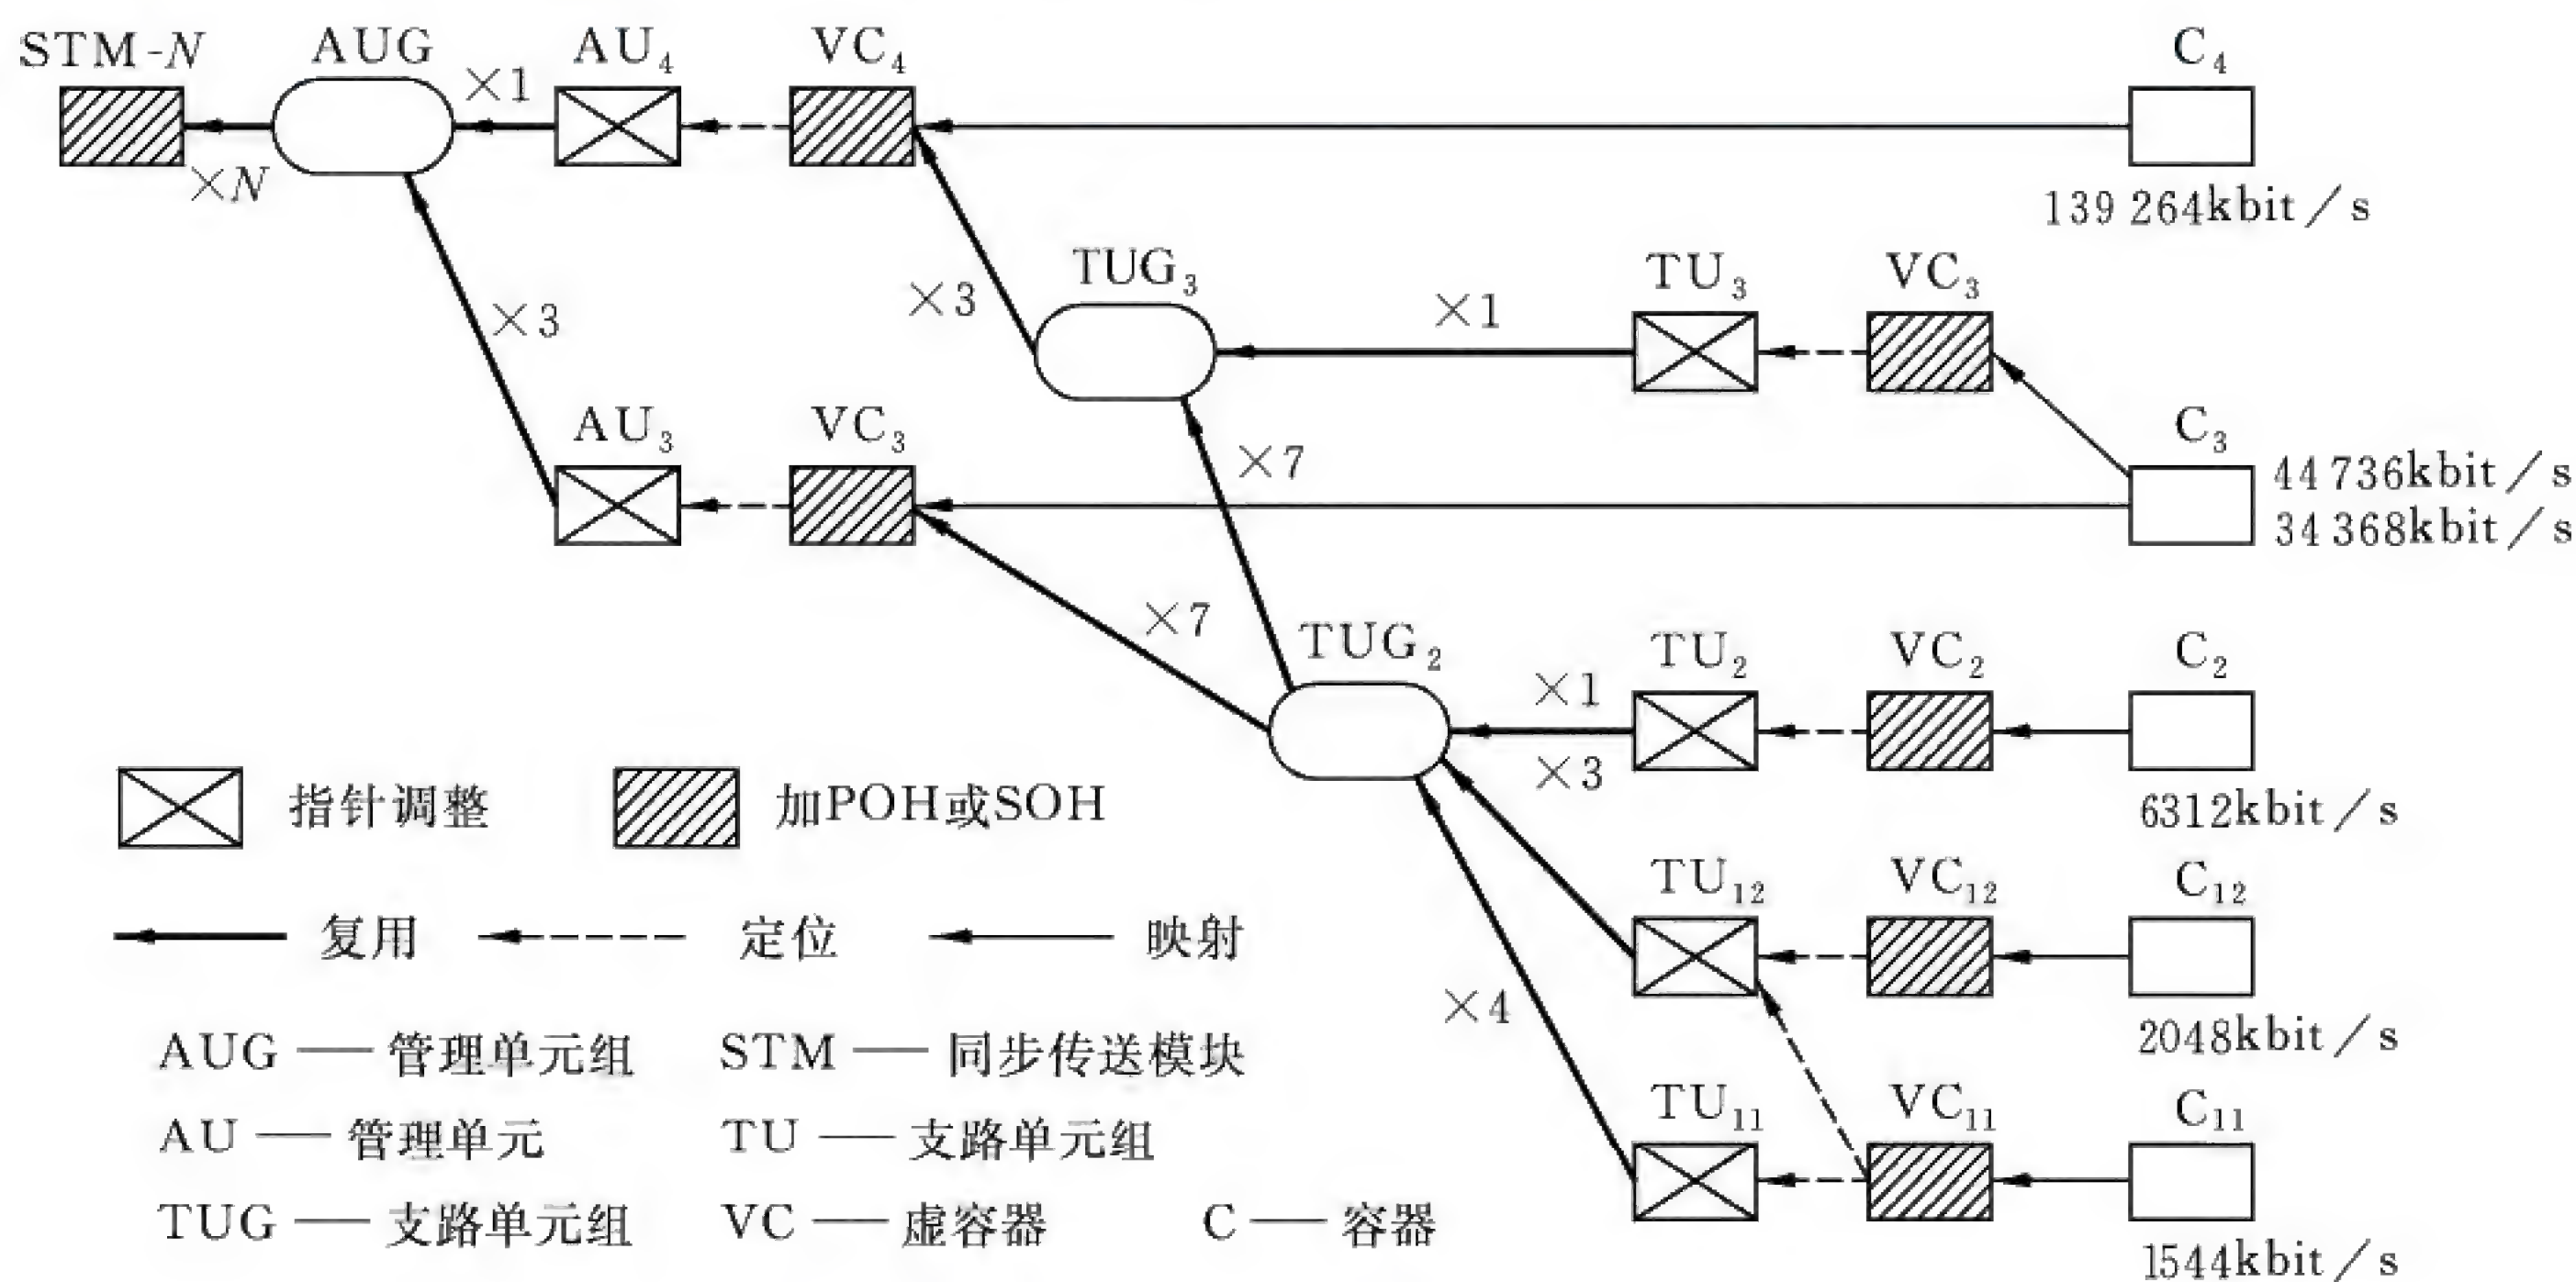 STM-N AUG ×1 AU₄ VC₄ C₄
×N
139 264kbit／s
TUG₃ TU₃ VC₃
×3 ×3 ×1
AU₃ VC₃ C₃
×7 44 736kbit／s
34 368kbit／s
×7 TUG₂ TU₂ VC₂ C₂
×1
×3
6312kbit／s
指针调整 加POH或SOH
TU₁₂ VC₁₂ C₁₂
复用 定位 映射
×4
2048kbit／s
AUG — 管理单元组 STM — 同步传送模块
TU₁₁ VC₁₁ C₁₁
AU — 管理单元 TU — 支路单元组
TUG — 支路单元组 VC — 虚容器 C — 容器
1544kbit／s